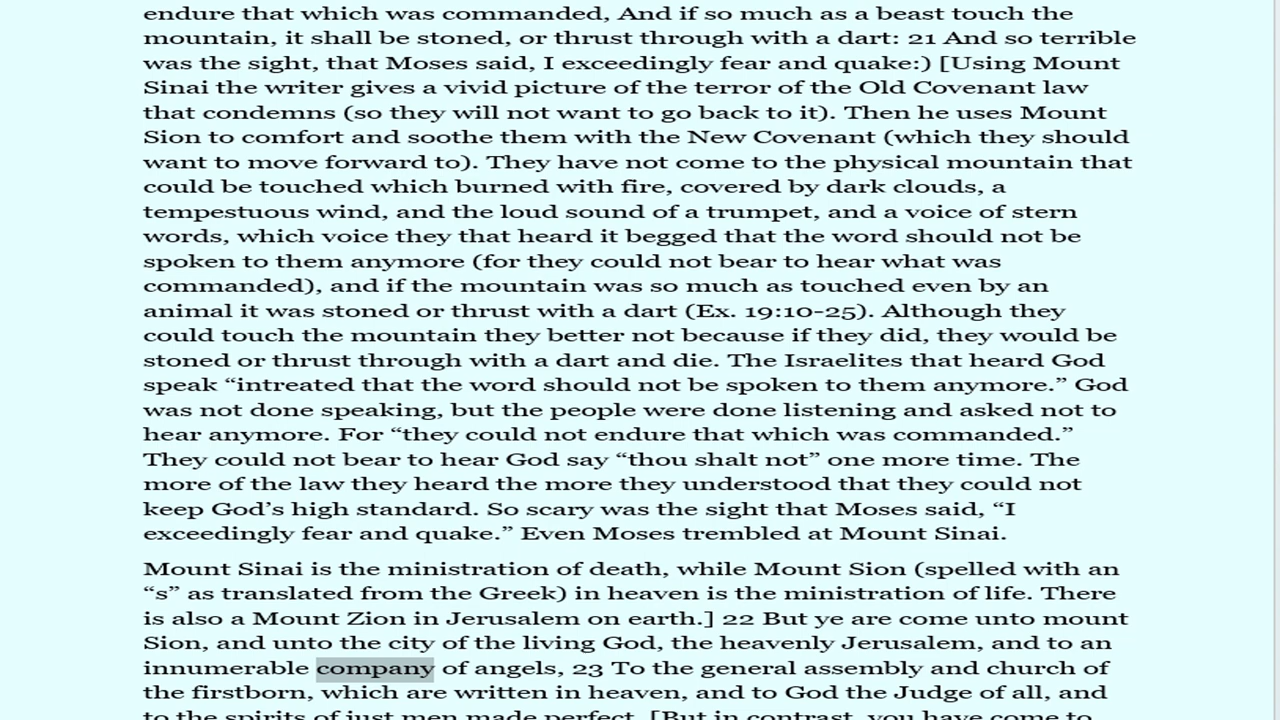 endure that which was commanded, And if so much as a beast touch the
mountain, it shall be stoned, or thrust through with a dart: 21 And so terrible
was the sight, that Moses said, I exceedingly fear and quake:) [Using Mount
Sinai the writer gives a vivid picture of the terror of the Old Covenant law
that condemns (so they will not want to go back to it). Then he uses Mount
Sion to comfort and soothe them with the New Covenant (which they should
want to move forward to). They have not come to the physical mountain that
could be touched which burned with fire, covered by dark clouds, a
tempestuous wind, and the loud sound of a trumpet, and a voice of stern
words, which voice they that heard it begged that the word should not be
spoken to them anymore (for they could not bear to hear what was
commanded), and if the mountain was so much as touched even by an
animal it was stoned or thrust with a dart (Ex. 19:10-25). Although they
could touch the mountain they better not because if they did, they would be
stoned or thrust through with a dart and die. The Israelites that heard God
speak “intreated that the word should not be spoken to them anymore.” God
was not done speaking, but the people were done listening and asked not to
hear anymore. For “they could not endure that which was commanded.”
They could not bear to hear God say “thou shalt not” one more time. The
more of the law they heard the more they understood that they could not
keep God’s high standard. So scary was the sight that Moses said, “I
exceedingly fear and quake.” Even Moses trembled at Mount Sinai.
Mount Sinai is the ministration of death, while Mount Sion (spelled with an
“s” as translated from the Greek) in heaven is the ministration of life. There
is also a Mount Zion in Jerusalem on earth.] 22 But ye are come unto mount
Sion, and unto the city of the living God, the heavenly Jerusalem, and to an
innumerable company of angels, 23 To the general assembly and church of
the firstborn, which are written in heaven, and to God the Judge of all, and
to the spirits of just men made perfect, [But in contrast, you have come to